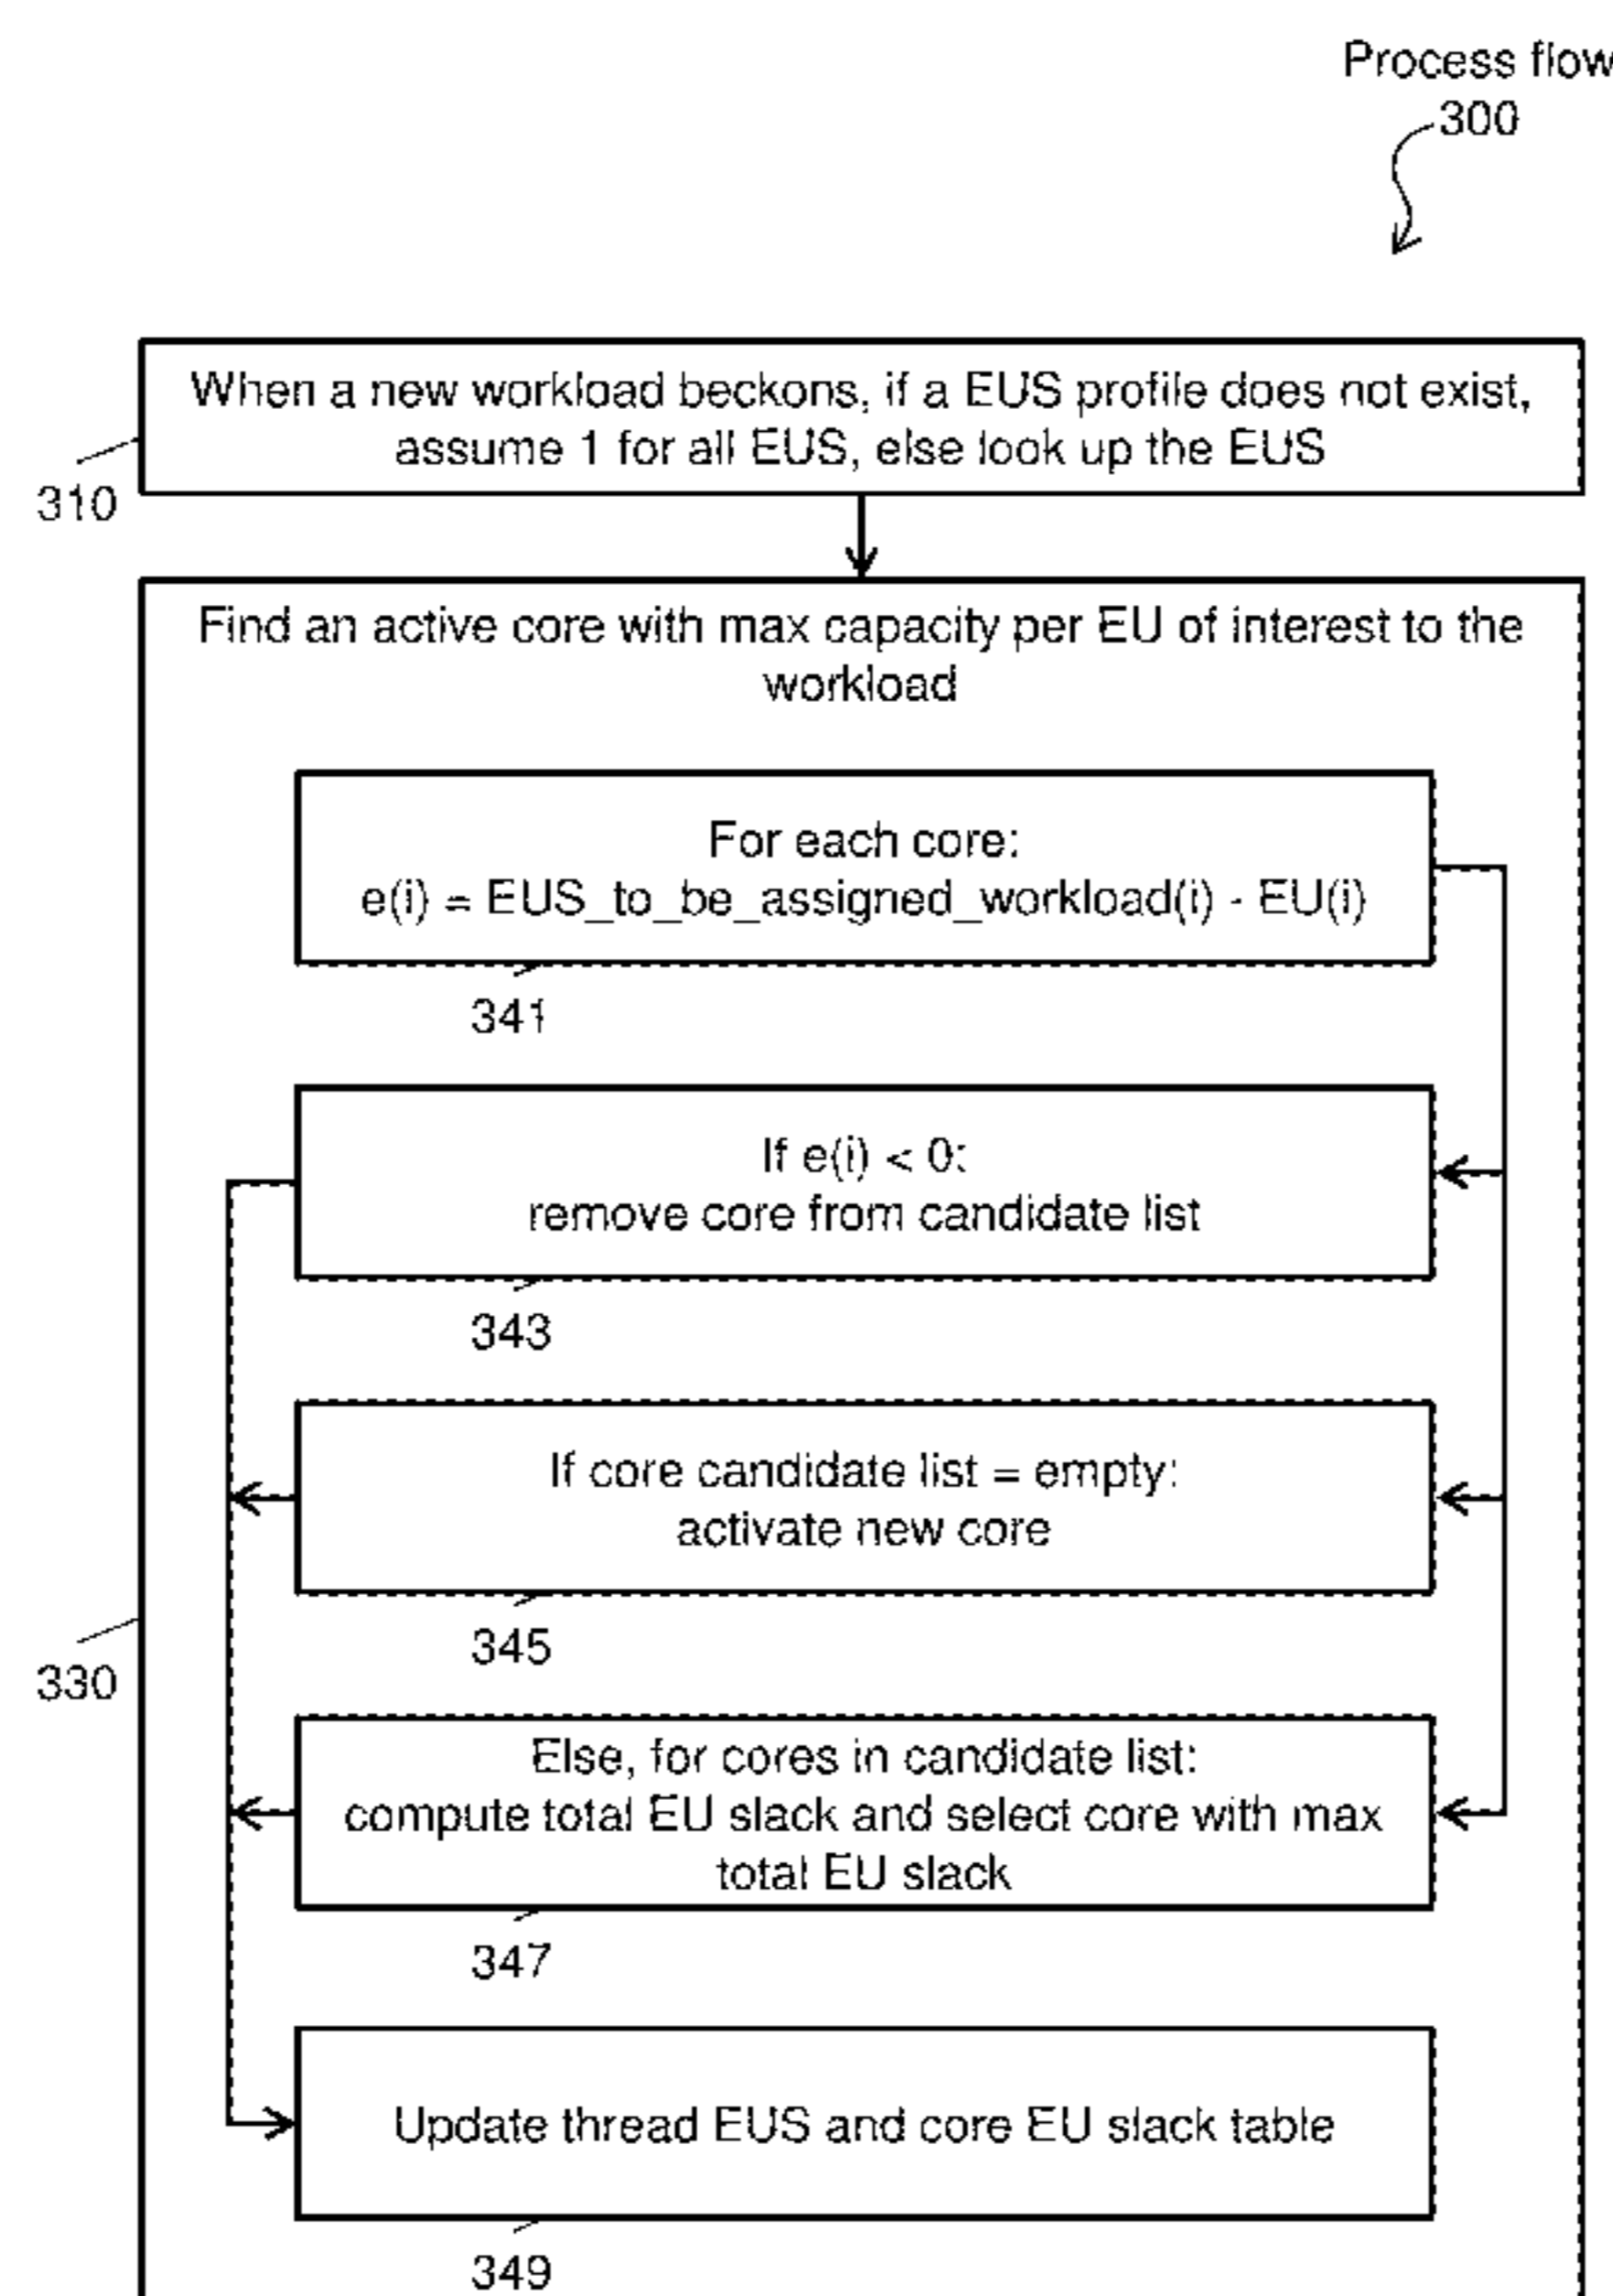 Process flow
300
When a new workload beckons, if a EUS profile does not exist,
assume 1 for all EUS, else look up the EUS
310
Find an active core with max capacity per EU of interest to the
workload
For each core:
e(i) = EUS_to_be_assigned_workload(i) - EU(i)
341
If e(i) < 0:
remove core from candidate list
343
If core candidate list = empty:
activate new core
345
330
Else, for cores in candidate list:
compute total EU slack and select core with max
total EU slack
347
Update thread EUS and core EU slack table
349